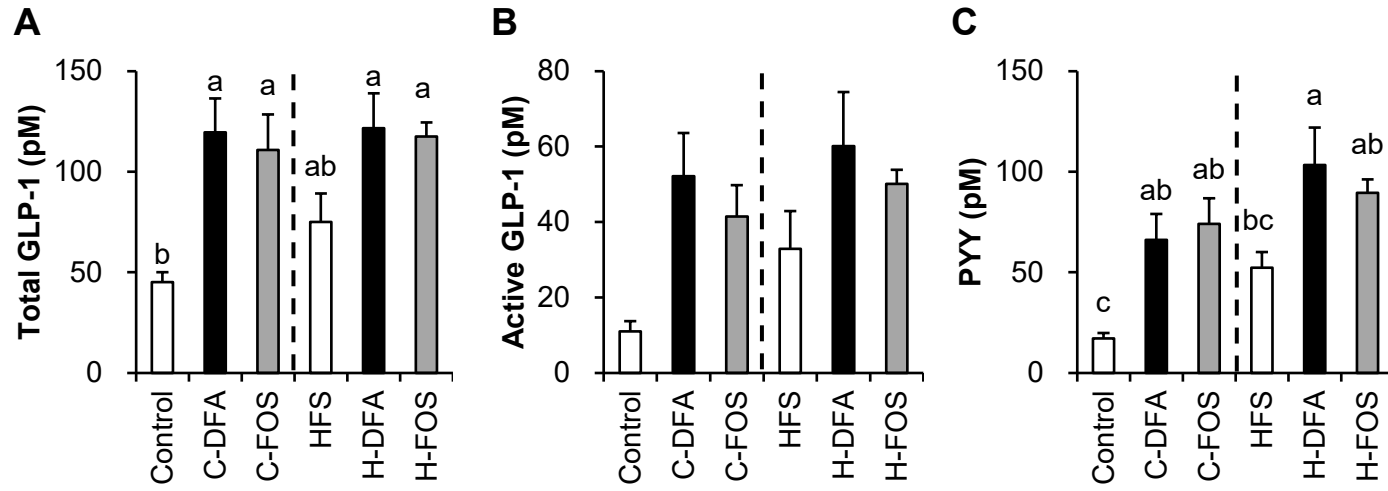 A
Total GLP-1 (pM)
150
100
50
0
b
a
a
ab
a
a
Control
C-DFA
C-FOS
HFS
H-DFA
H-FOS
B
Active GLP-1 (pM)
80
60
40
20
0
Control
C-DFA
C-FOS
HFS
H-DFA
H-FOS
C
PYY (pM)
150
100
50
0
c
ab
ab
bc
a
ab
Control
C-DFA
C-FOS
HFS
H-DFA
H-FOS